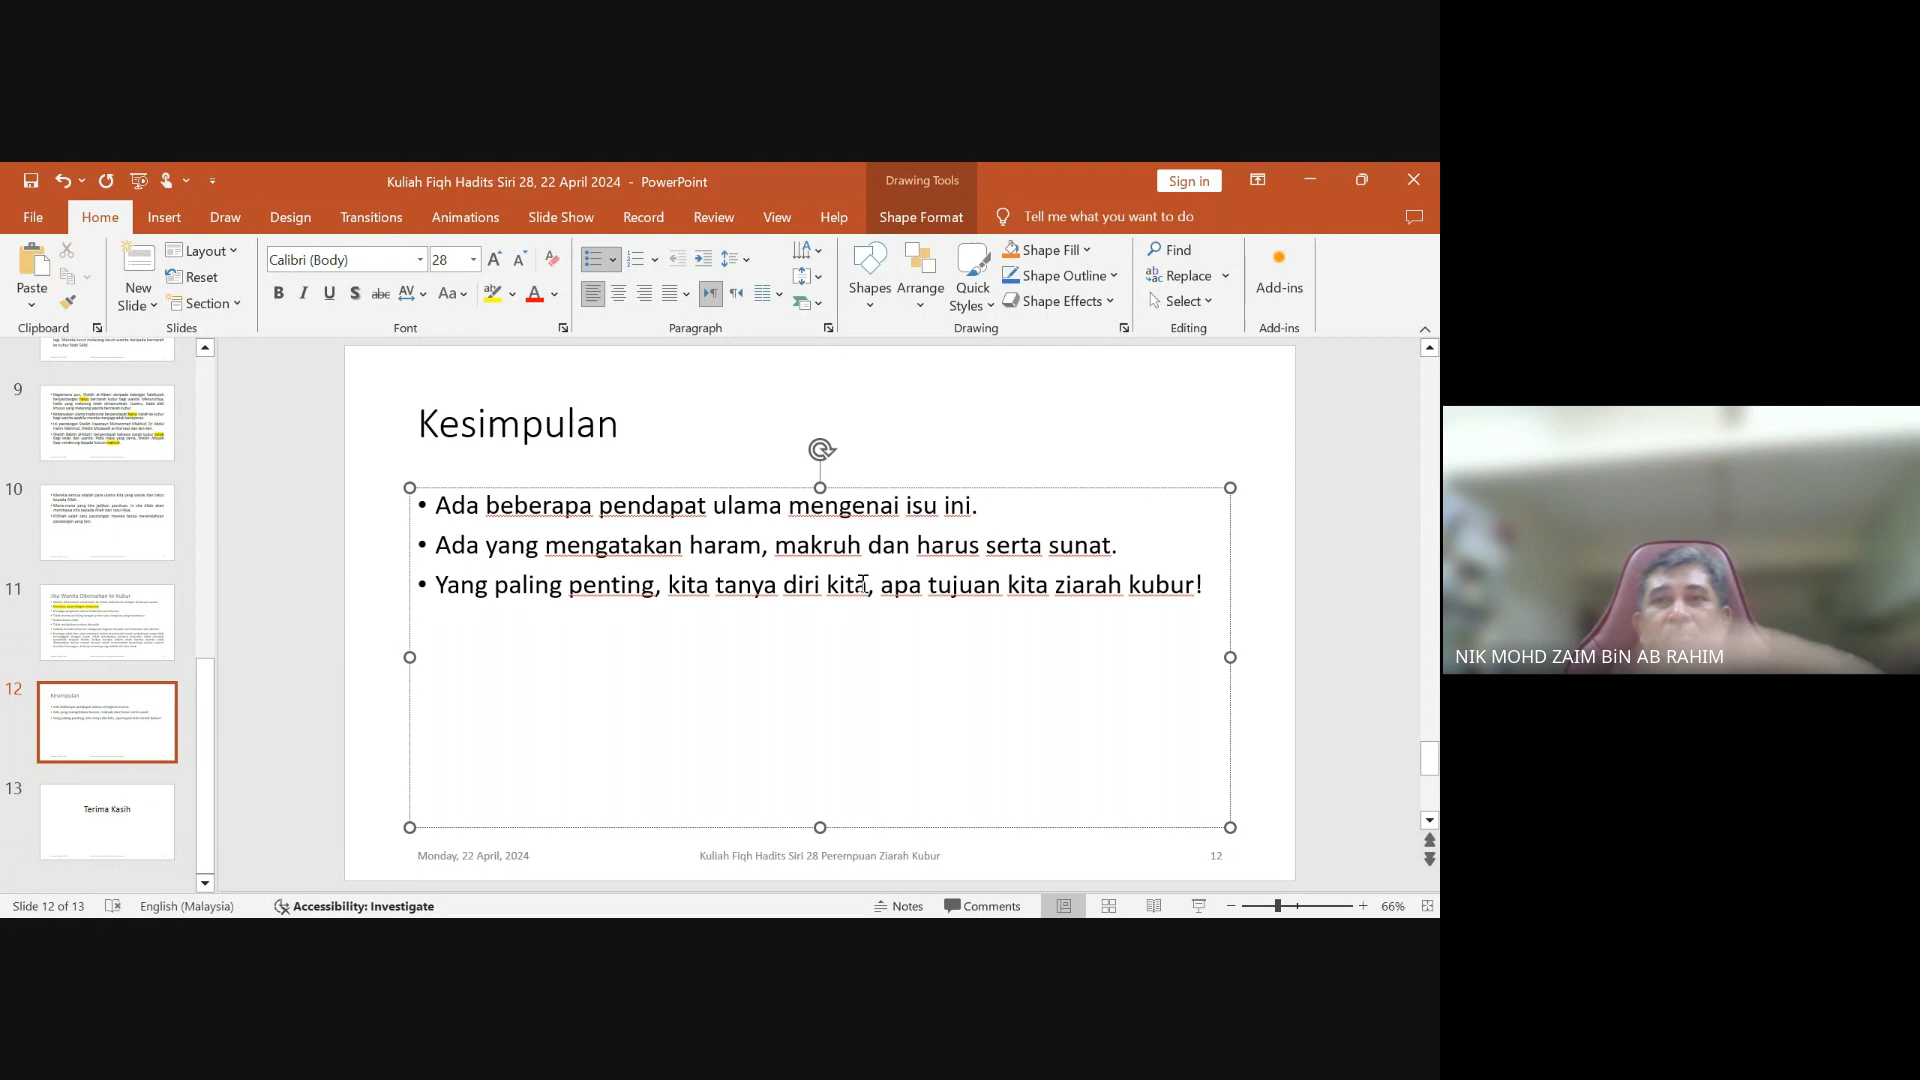 Kuliah Fiqh Hadits Siri 28, 22 April 2024 - PowerPoint
Drawing Tools
Sign in
File
Home
Insert
Draw
Design
Transitions
Animations
Slide Show
Record
Review
View
Help
Shape Format
Tell me what you want to do
Paste
New Slide
Layout
Reset
Section
Calibri (Body)
28
Shapes
Arrange
Quick Styles
Shape Fill
Shape Outline
Shape Effects
Find
Replace
Select
Add-ins
Clipboard
Slides
Font
Paragraph
Drawing
Editing
Add-ins
9
10
11
Jika Wanita Dibenarkan ke Kubur
12
Kesimpulan
13
Terima Kasih
Kesimpulan
• Ada beberapa pendapat ulama mengenai isu ini.
• Ada yang mengatakan haram, makruh dan harus serta sunat.
• Yang paling penting, kita tanya diri kita, apa tujuan kita ziarah kubur!
Monday, 22 April, 2024
Kuliah Fiqh Hadits Siri 28 Perempuan Ziarah Kubur
12
NIK MOHD ZAIM BiN AB RAHIM
Slide 12 of 13
English (Malaysia)
Accessibility: Investigate
Notes
Comments
66%